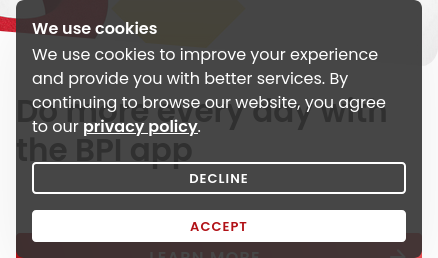 We use cookies
We use cookies to improve your experience
and provide you with better services. By
continuing to browse our website, you agree
to our privacy policy.
Do more every day with
the BPI app
DECLINE
ACCEPT
LEARN MORE